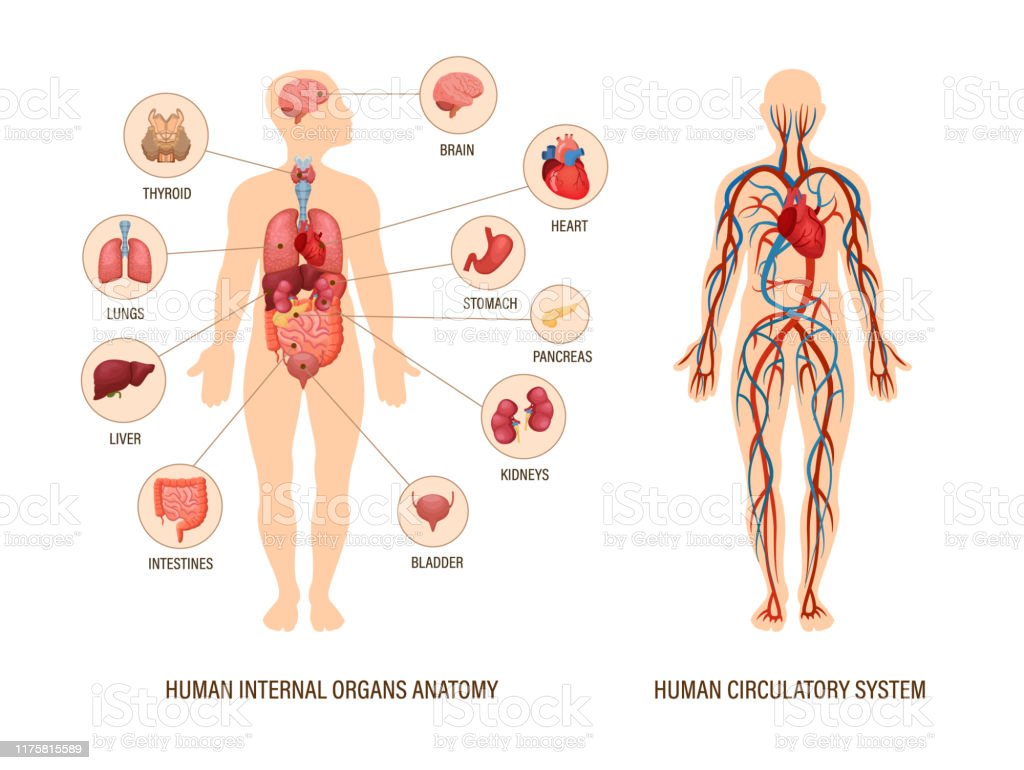 BRAIN
THYROID
HEART
LUNGS
STOMACH
PANCREAS
LIVER
KIDNEYS
INTESTINES
BLADDER
HUMAN INTERNAL ORGANS ANATOMY
HUMAN CIRCULATORY SYSTEM
iStock
by Getty Images™
1175815589